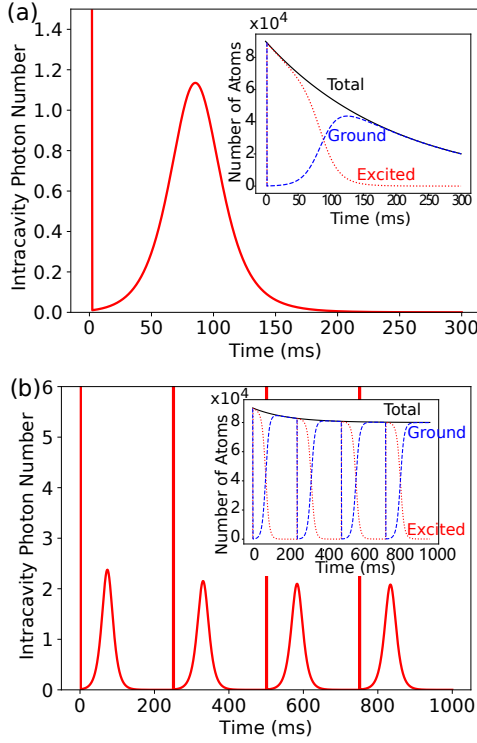 (a)
Intracavity Photon Number
1.4
1.2
1.0
0.8
0.6
0.4
0.2
0.0
0 50 100 150 200 250 300
Time (ms)
×10⁴
Number of Atoms
8
6
4
2
0
0 50 100 150 200 250 300
Time (ms)
Total
Ground
Excited
(b)
Intracavity Photon Number
6
5
4
3
2
1
0
0 200 400 600 800 1000
Time (ms)
×10⁴
Number of Atoms
8
6
4
2
0
0 200 400 600 800 1000
Time (ms)
Total
Ground
Excited